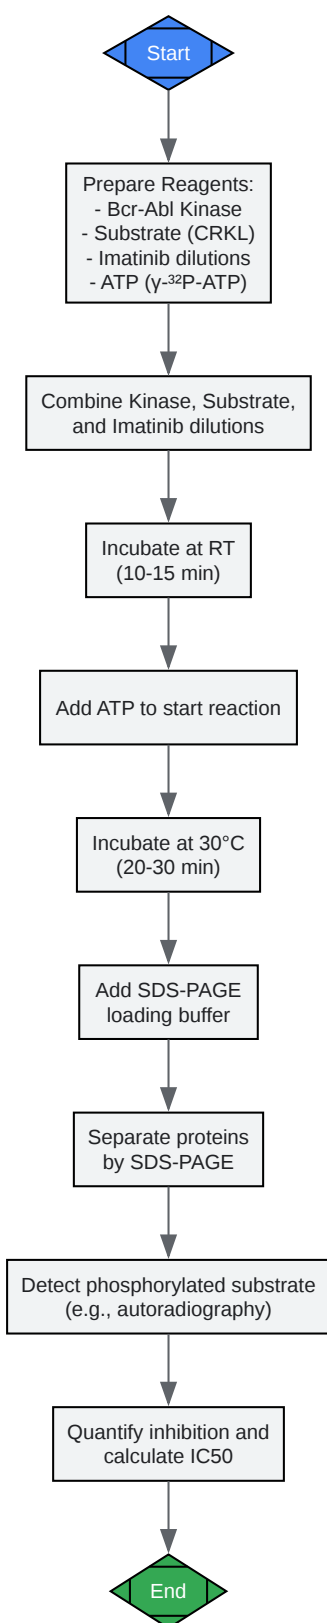 Start
Prepare Reagents:
- Bcr-Abl Kinase
- Substrate (CRKL)
- Imatinib dilutions
- ATP (γ-³²P-ATP)
Combine Kinase, Substrate,
and Imatinib dilutions
Incubate at RT
(10-15 min)
Add ATP to start reaction
Incubate at 30°C
(20-30 min)
Add SDS-PAGE
loading buffer
Separate proteins
by SDS-PAGE
Detect phosphorylated substrate
(e.g., autoradiography)
Quantify inhibition and
calculate IC50
End